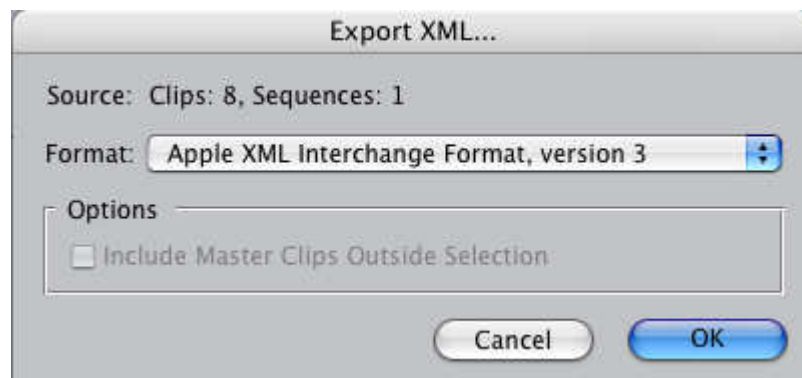 Export XML...
Source: Clips: 8, Sequences: 1
Format: Apple XML Interchange Format, version 3
Options
Include Master Clips Outside Selection
Cancel OK